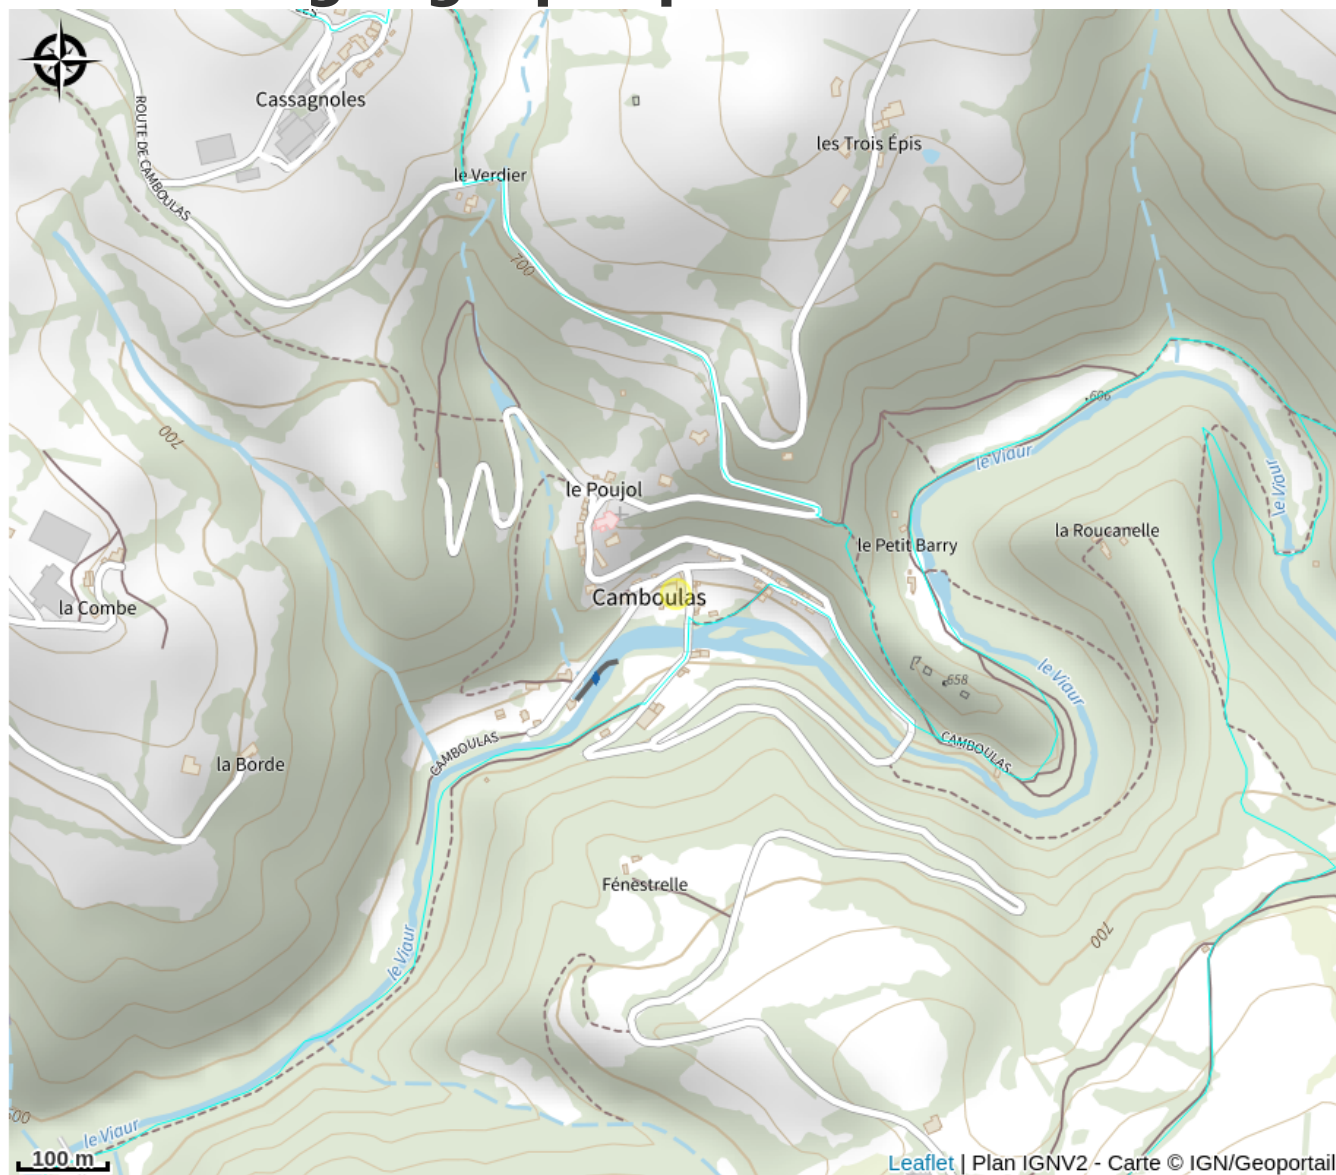 Cassagnoles
ROUTE DE CAMBOULAS
les Trois Épis
le Verdier
700
700
606
le Viaur
le Viaur
le Poujol
la Roucanelle
le Petit Barry
la Combe
Camboulas
le Viaur
658
CAMBOULAS
CAMBOULAS
la Borde
Fénestrelle
700
le Viaur
le Viaur
100 m
Leaflet | Plan IGNV2 - Carte © IGN/Geoportail